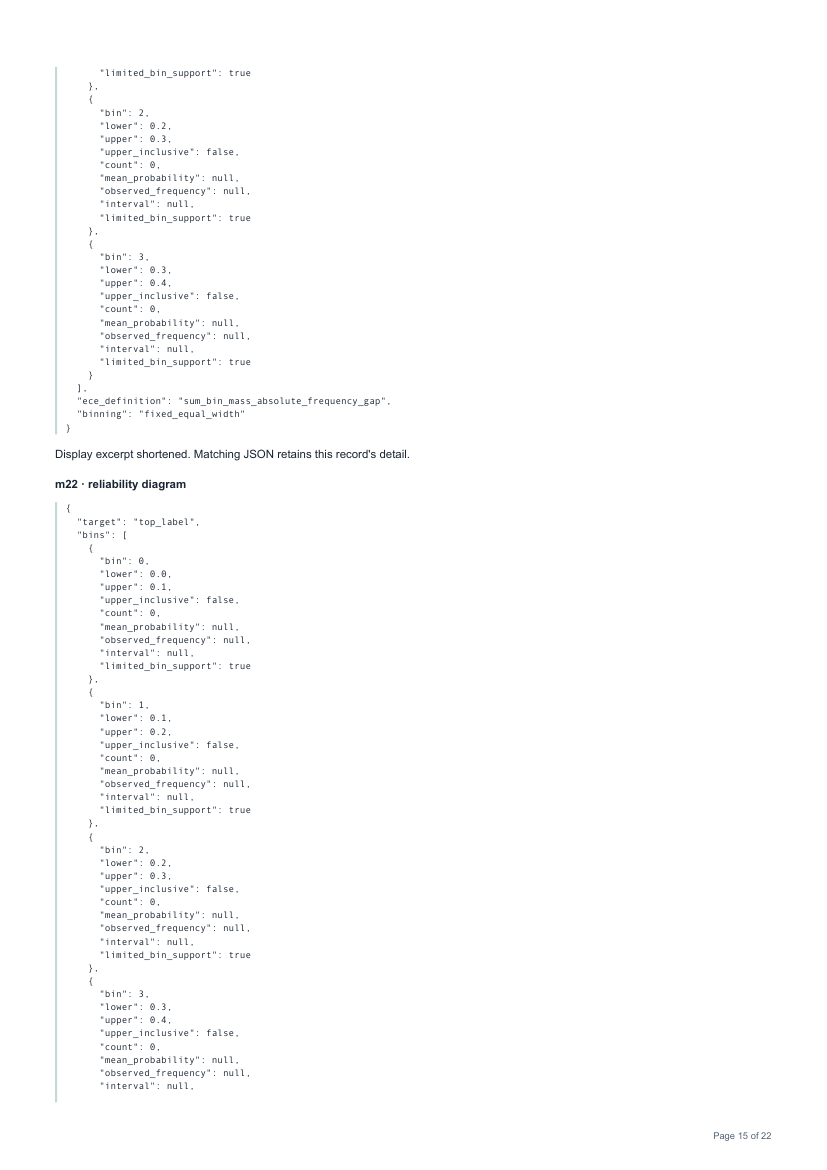 "limited_bin_support": true
},
{
"bin": 2,
"lower": 0.2,
"upper": 0.3,
"upper_inclusive": false,
"count": 0,
"mean_probability": null,
"observed_frequency": null,
"interval": null,
"limited_bin_support": true
},
{
"bin": 3,
"lower": 0.3,
"upper": 0.4,
"upper_inclusive": false,
"count": 0,
"mean_probability": null,
"observed_frequency": null,
"interval": null,
"limited_bin_support": true
}
],
"ece_definition": "sum_bin_mass_absolute_frequency_gap",
"binning": "fixed_equal_width"
}
Display excerpt shortened. Matching JSON retains this record's detail.
m22 · reliability diagram
{
"target": "top_label",
"bins": [
{
"bin": 0,
"lower": 0.0,
"upper": 0.1,
"upper_inclusive": false,
"count": 0,
"mean_probability": null,
"observed_frequency": null,
"interval": null,
"limited_bin_support": true
},
{
"bin": 1,
"lower": 0.1,
"upper": 0.2,
"upper_inclusive": false,
"count": 0,
"mean_probability": null,
"observed_frequency": null,
"interval": null,
"limited_bin_support": true
},
{
"bin": 2,
"lower": 0.2,
"upper": 0.3,
"upper_inclusive": false,
"count": 0,
"mean_probability": null,
"observed_frequency": null,
"interval": null,
"limited_bin_support": true
},
{
"bin": 3,
"lower": 0.3,
"upper": 0.4,
"upper_inclusive": false,
"count": 0,
"mean_probability": null,
"observed_frequency": null,
"interval": null,
Page 15 of 22